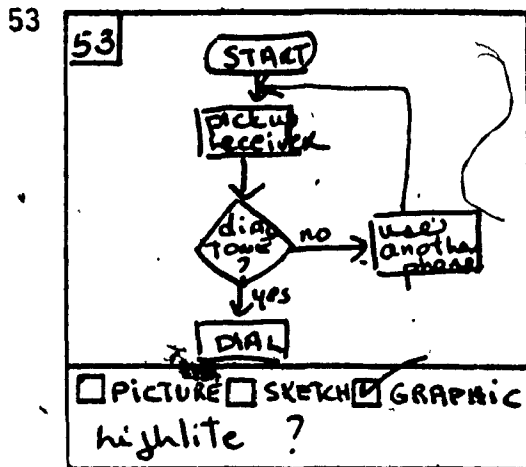 53
53
START
pick up
receiver
dial
TONE
?
no
use
another
phone
yes
DIAL
☐ PICTURE ☐ SKETCH ☑ GRAPHIC
highlite ?